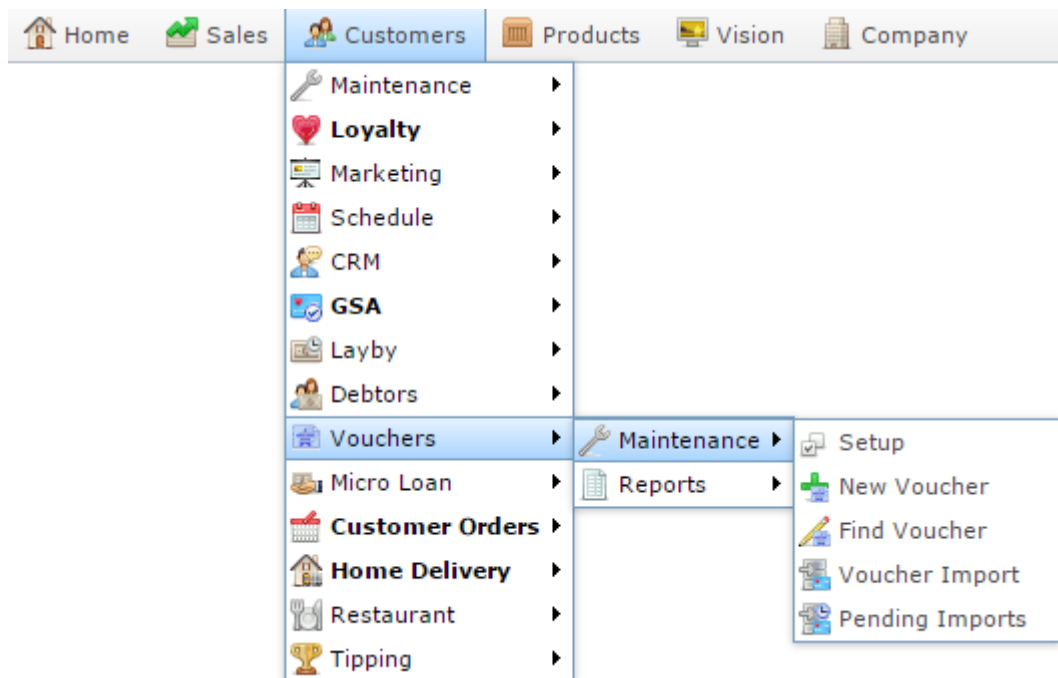 Home Sales Customers Products Vision Company
Maintenance
Loyalty
Marketing
Schedule
CRM
GSA
Layby
Debtors
Vouchers Maintenance Setup
Micro Loan Reports New Voucher
Customer Orders Find Voucher
Home Delivery Voucher Import
Restaurant Pending Imports
Tipping